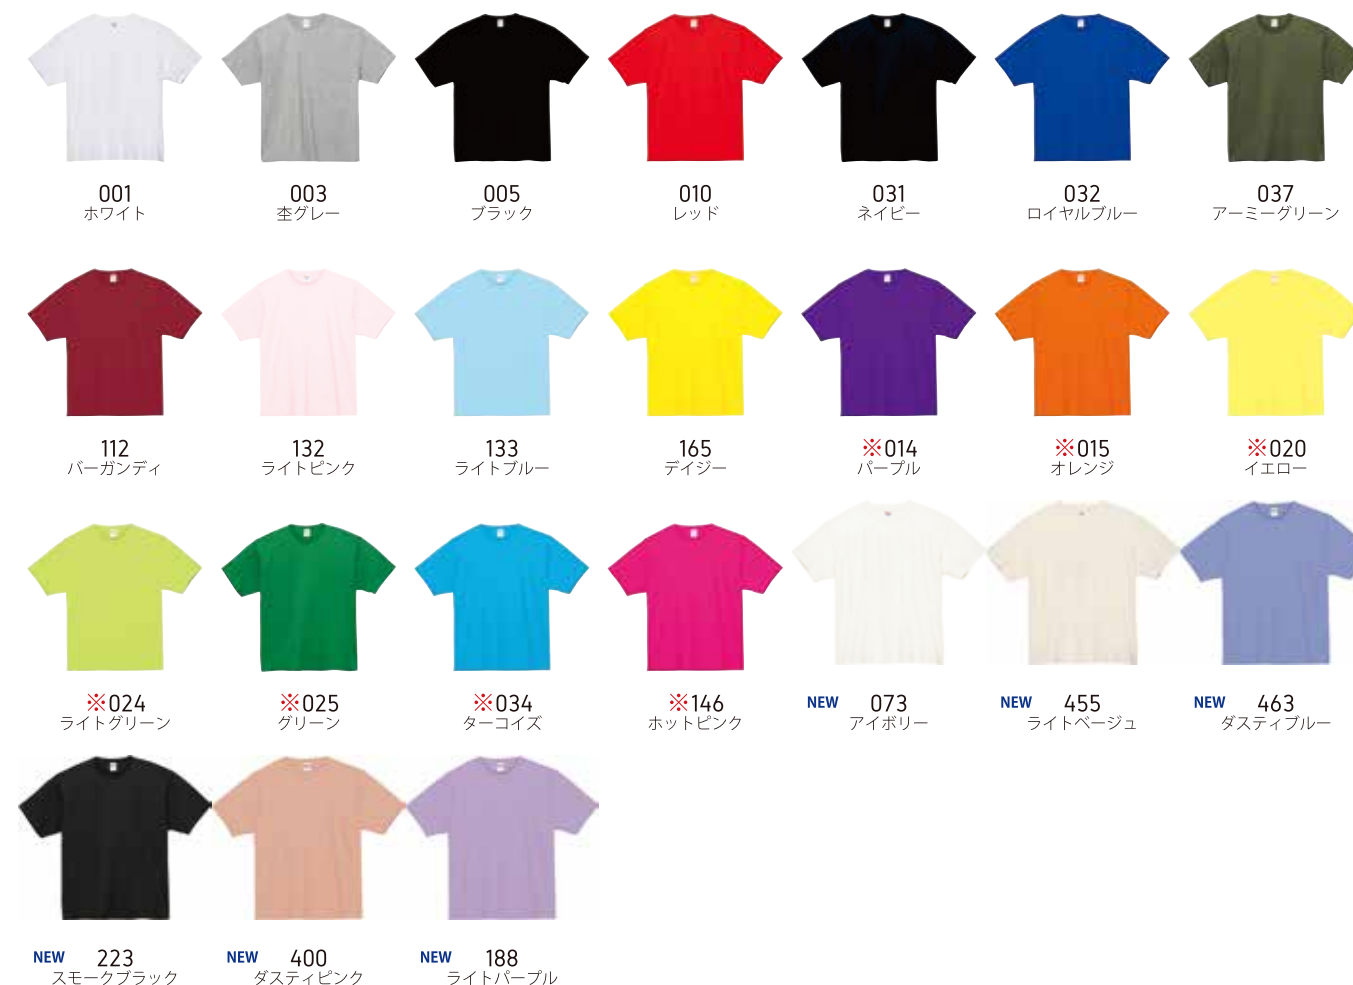 001 003 005 010 031 032 037
ホワイト 杢グレー ブラック レッド ネイビー ロイヤルブルー アーミーグリーン
112 132 133 165 ※014 ※015 ※020
バーガンディ ライトピンク ライトブルー デイジー パープル オレンジ イエロー
※024 ※025 ※034 ※146 NEW 073 NEW 455 NEW 463
ライトグリーン グリーン ターコイズ ホットピンク アイボリー ライトベージュ ダスティブルー
NEW 223 NEW 400 NEW 188
スモークブラック ダスティピンク ライトパープル